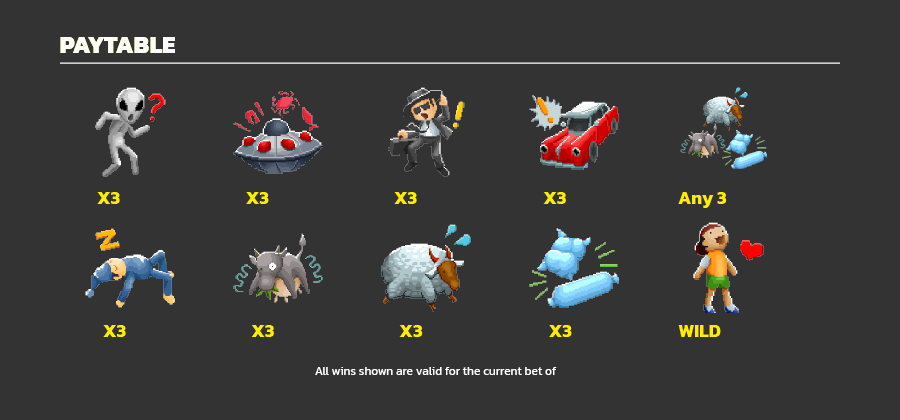 PAYTABLE
?
!
!
X3 X3 X3 X3 Any 3
Z
X3 X3 X3 X3 WILD
All wins shown are valid for the current bet of